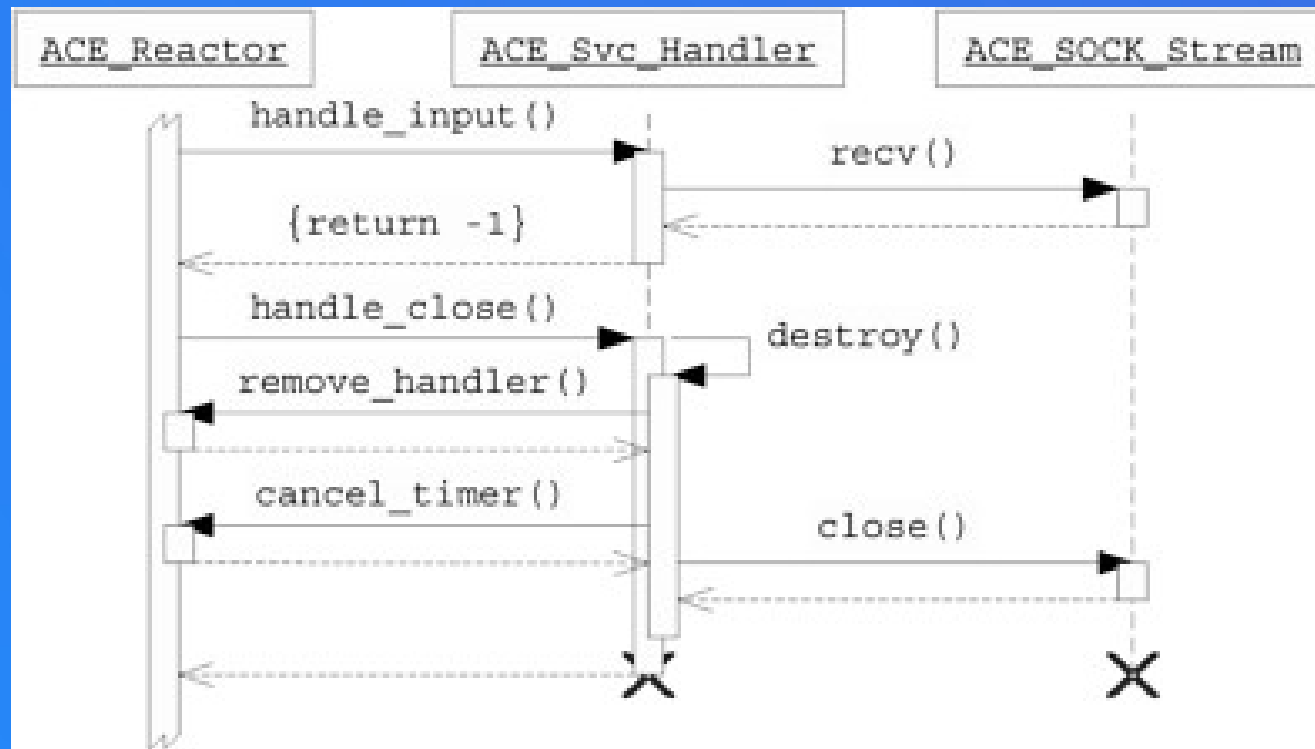 ACE_Reactor
ACE_Svc_Handler
ACE_SOCK_Stream
handle_input()
recv()
{return -1}
handle_close()
destroy()
remove_handler()
cancel_timer()
close()